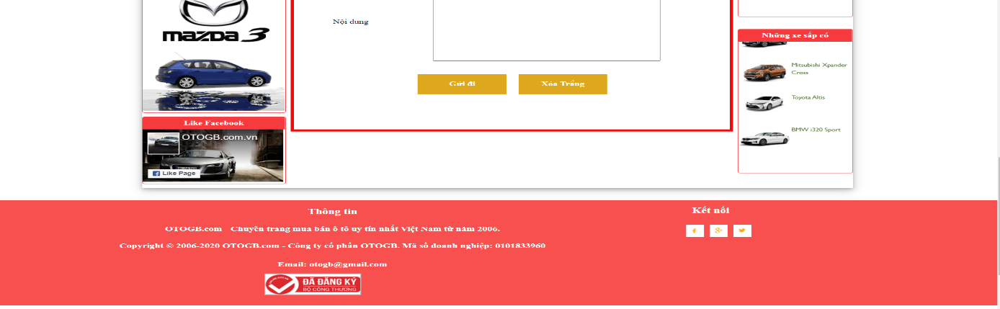 mazda 3
Like Facebook
OTOGB.com.vn
Like Page
Nội dung
Gửi đi
Xóa Trắng
Những xe sắp có
Mitsubishi Xpander
Cross
Toyota Altis
BMW i320 Sport
Thông tin
OTOGB.com - Chuyên trang mua bán ô tô uy tín nhất Việt Nam từ năm 2006.
Copyright © 2006-2020 OTOGB.com - Công ty cổ phần OTOGB. Mã số doanh nghiệp: 0101833960
Email: otogb@gmail.com
ĐÃ ĐĂNG KÝ
BỘ CÔNG THƯƠNG
Kết nối